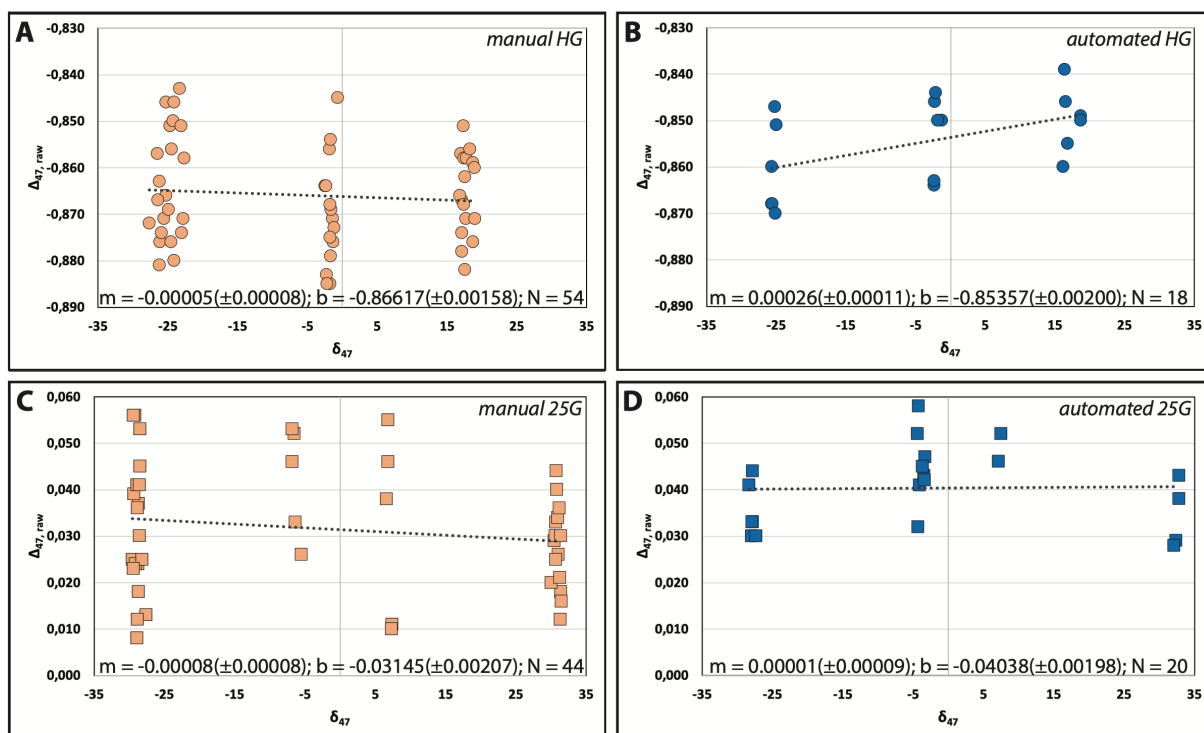 A
manual HG
-0,830
-0,840
-0,850
-0,860
-0,870
-0,880
-0,890
Δ47, raw
m = -0.00005(±0.00008); b = -0.86617(±0.00158); N = 54
-35 -25 -15 -5 5 15 25 35
δ47
B
automated HG
-0,830
-0,840
-0,850
-0,860
-0,870
-0,880
-0,890
Δ47, raw
m = 0.00026(±0.00011); b = -0.85357(±0.00200); N = 18
-35 -25 -15 -5 5 15 25 35
δ47
C
manual 25G
0,060
0,050
0,040
0,030
0,020
0,010
0,000
Δ47, raw
m = -0.00008(±0.00008); b = -0.03145(±0.00207); N = 44
-35 -25 -15 -5 5 15 25 35
δ47
D
automated 25G
0,060
0,050
0,040
0,030
0,020
0,010
0,000
Δ47, raw
m = 0.00001(±0.00009); b = -0.04038(±0.00198); N = 20
-35 -25 -15 -5 5 15 25 35
δ47